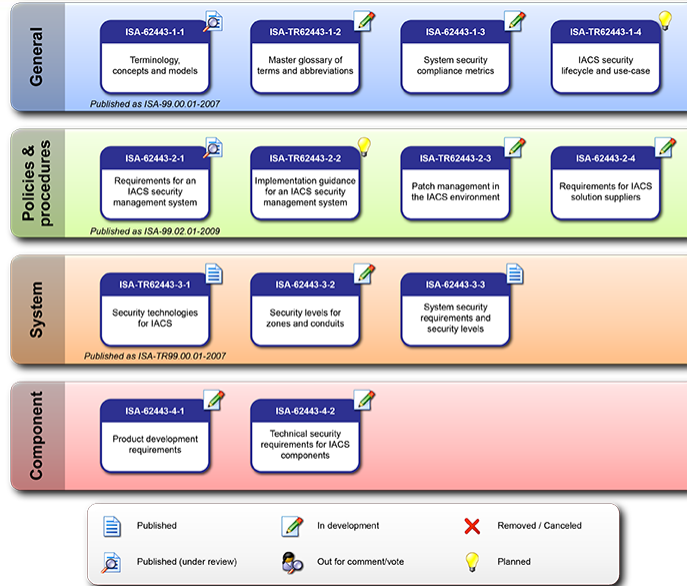 General
ISA-62443-1-1
Terminology,
concepts and models
Published as ISA-99.00.01-2007
ISA-TR62443-1-2
Master glossary of
terms and abbreviations
ISA-62443-1-3
System security
compliance metrics
ISA-TR62443-1-4
IACS security
lifecycle and use-case
Policies &
procedures
ISA-62443-2-1
Requirements for an
IACS security
management system
Published as ISA-99.02.01-2009
ISA-TR62443-2-2
Implementation guidance
for an IACS security
management system
ISA-TR62443-2-3
Patch management in
the IACS environment
ISA-62443-2-4
Requirements for IACS
solution suppliers
System
ISA-TR62443-3-1
Security technologies
for IACS
Published as ISA-TR99.00.01-2007
ISA-62443-3-2
Security levels for
zones and conduits
ISA-62443-3-3
System security
requirements and
security levels
Component
ISA-62443-4-1
Product development
requirements
ISA-62443-4-2
Technical security
requirements for IACS
components
Published
In development
Removed / Canceled
Published (under review)
Out for comment/vote
Planned